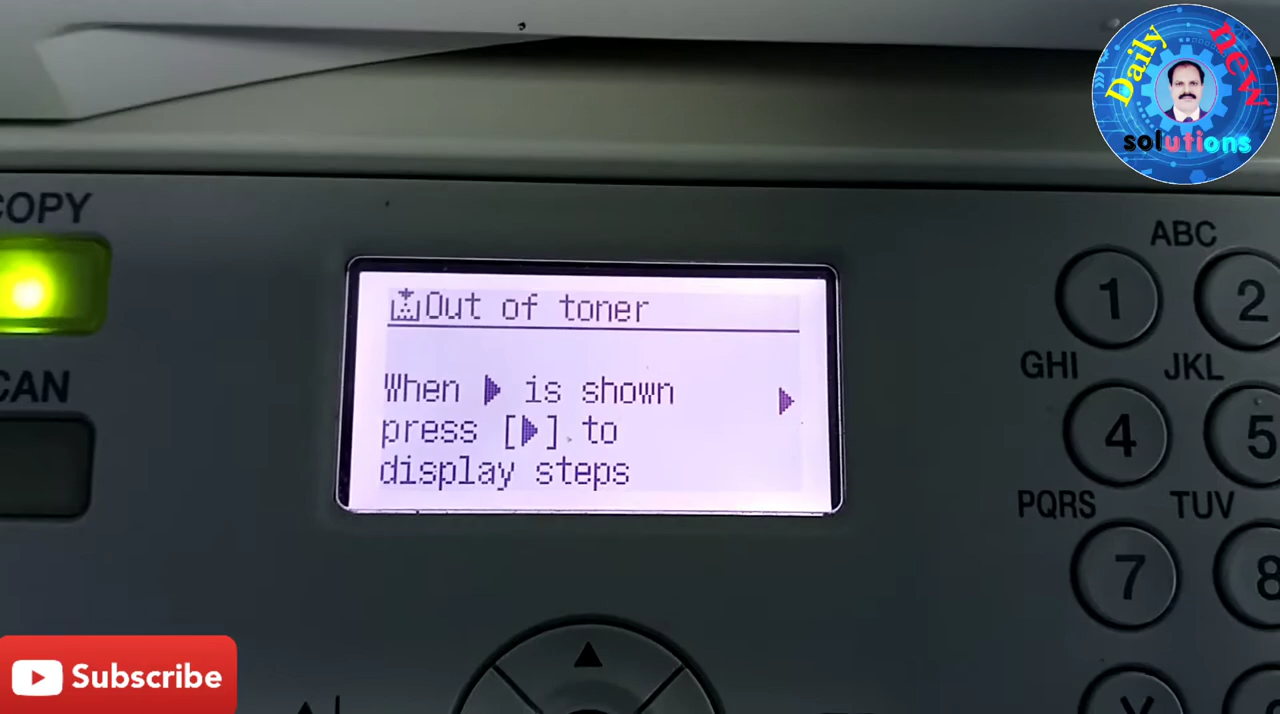 Daily
new
solutions
COPY
CAN
Out of toner
When ▶ is shown
press [▶] to
display steps
ABC
1
2
GHI
JKL
4
5
PQRS
TUV
7
8
Subscribe